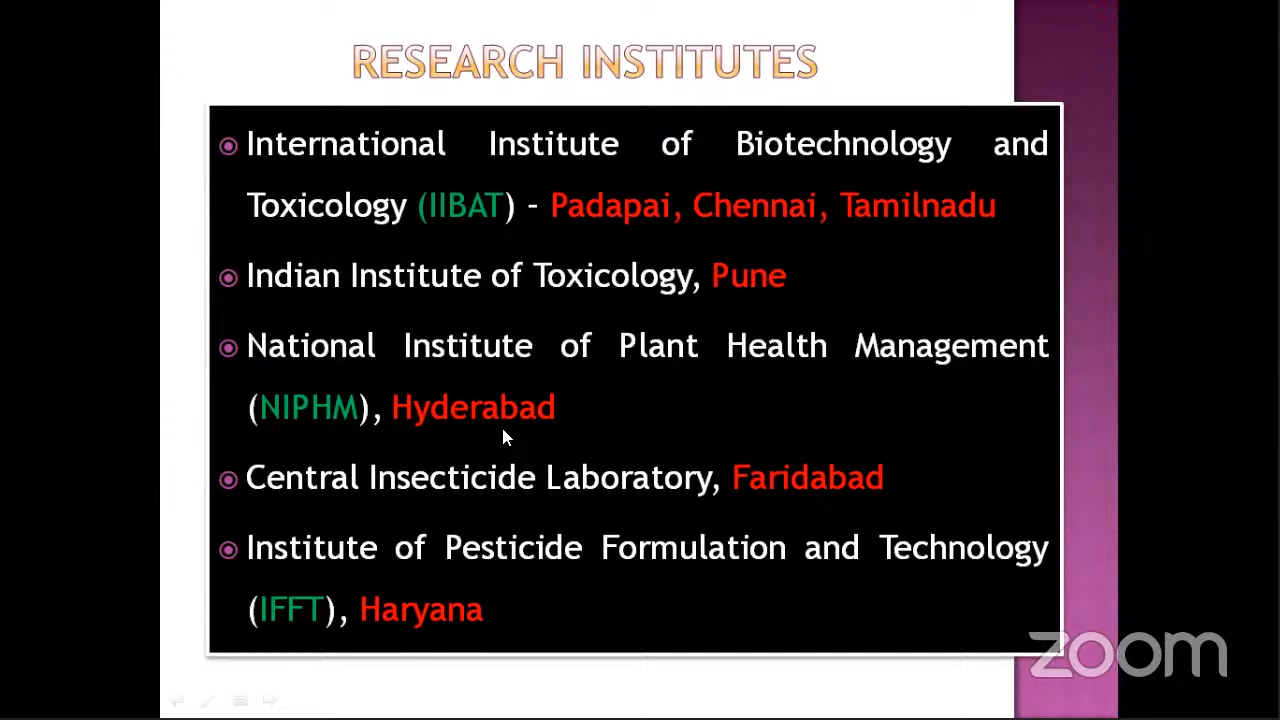 RESEARCH INSTITUTES
International Institute of Biotechnology and
Toxicology (IIBAT) - Padapai, Chennai, Tamilnadu
Indian Institute of Toxicology, Pune
National Institute of Plant Health Management
(NIPHM), Hyderabad
Central Insecticide Laboratory, Faridabad
Institute of Pesticide Formulation and Technology
(IFFT), Haryana
zoom